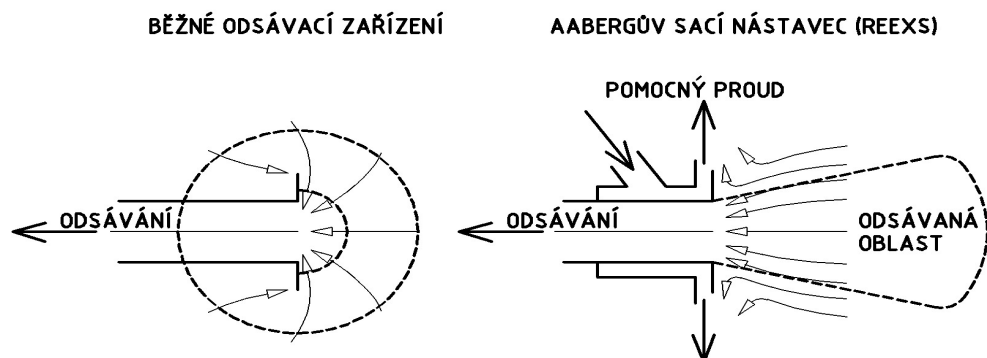 BĚŽNÉ ODSÁVACÍ ZAŘÍZENÍ
AABERGŮV SACÍ NÁSTAVEC (REEXS)
POMOCNÝ PROUD
ODSÁVÁNÍ
ODSÁVÁNÍ
ODSÁVANÁ
OBLAST